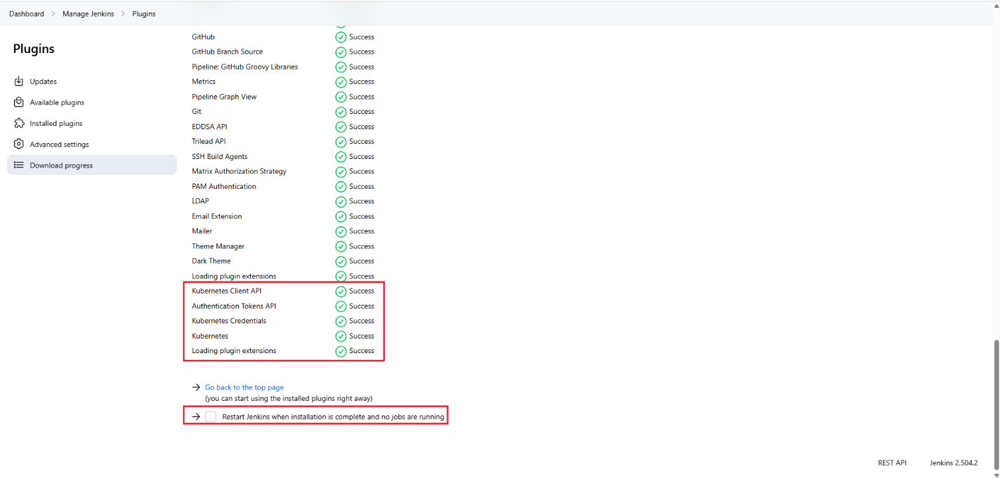 Dashboard > Manage Jenkins > Plugins
Plugins
Updates
Available plugins
Installed plugins
Advanced settings
Download progress
GitHub Success
GitHub Branch Source Success
Pipeline: GitHub Groovy Libraries Success
Metrics Success
Pipeline Graph View Success
Git Success
EDDSA API Success
Trilead API Success
SSH Build Agents Success
Matrix Authorization Strategy Success
PAM Authentication Success
LDAP Success
Email Extension Success
Mailer Success
Theme Manager Success
Dark Theme Success
Loading plugin extensions Success
Kubernetes Client API Success
Authentication Tokens API Success
Kubernetes Credentials Success
Kubernetes Success
Loading plugin extensions Success
Go back to the top page
(you can start using the installed plugins right away)
Restart Jenkins when installation is complete and no jobs are running
REST API Jenkins 2.504.2